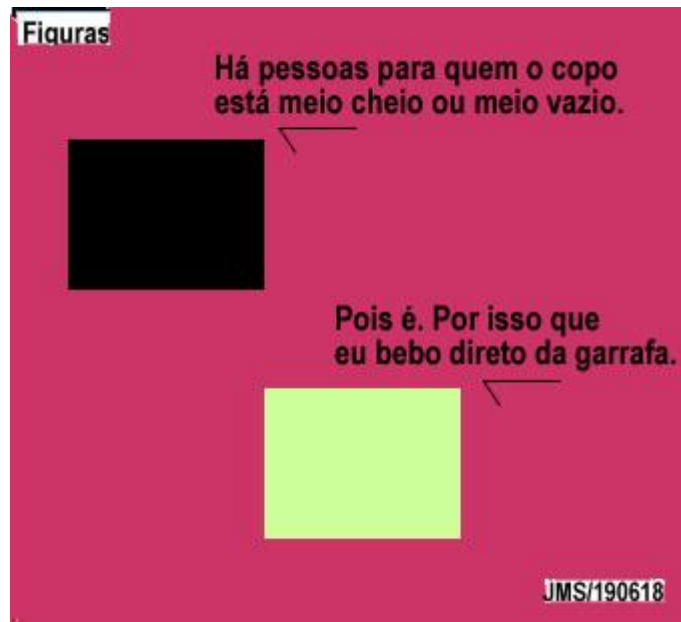 Figuras
Há pessoas para quem o copo
está meio cheio ou meio vazio.
Pois é. Por isso que
eu bebo direto da garrafa.
JMS/190618